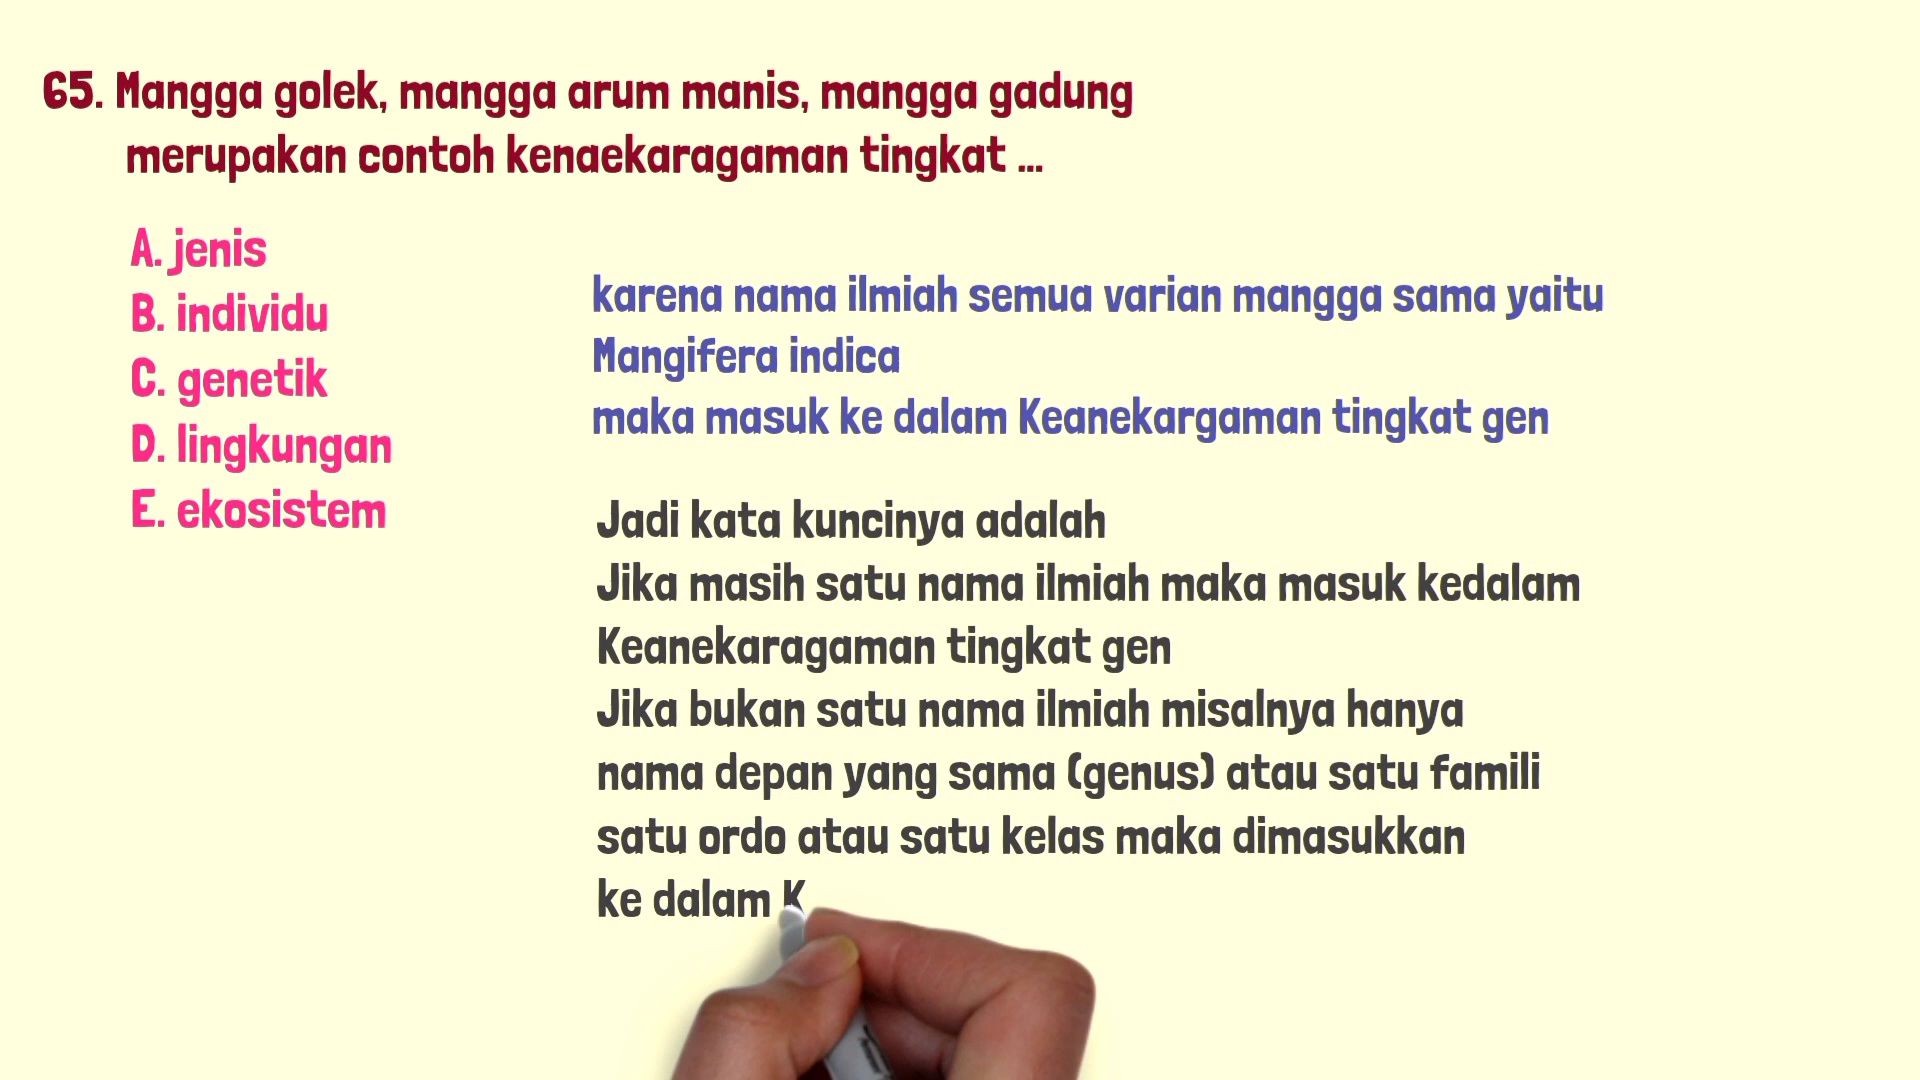 65. Mangga golek, mangga arum manis, mangga gadung
merupakan contoh kenaekaragaman tingkat ...
A. jenis
B. individu
C. genetik
D. lingkungan
E. ekosistem
karena nama ilmiah semua varian mangga sama yaitu
Mangifera indica
maka masuk ke dalam Keanekargaman tingkat gen
Jadi kata kuncinya adalah
Jika masih satu nama ilmiah maka masuk kedalam
Keanekaragaman tingkat gen
Jika bukan satu nama ilmiah misalnya hanya
nama depan yang sama (genus) atau satu famili
satu ordo atau satu kelas maka dimasukkan
ke dalam K